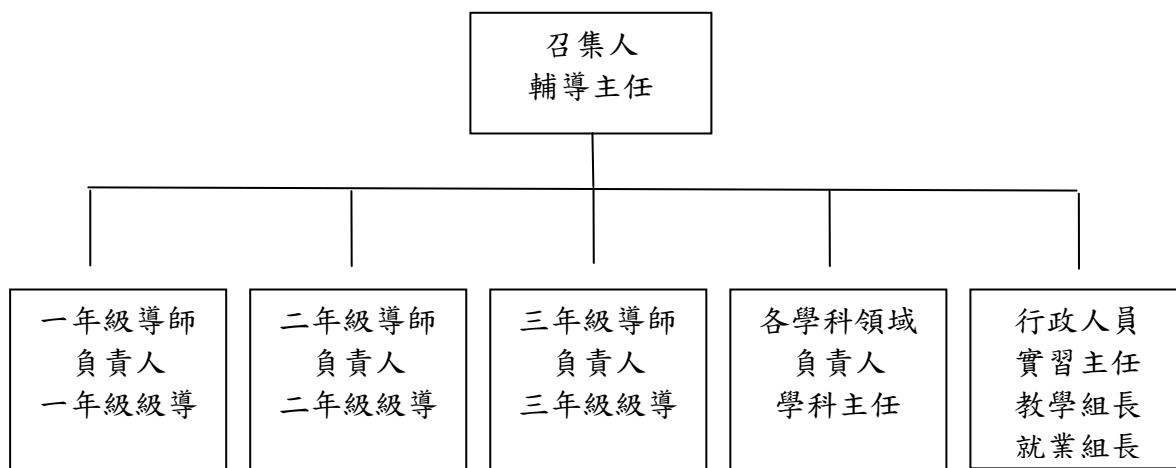 召集人
輔導主任
一年級導師
負責人
一年級級導
二年級導師
負責人
二年級級導
三年級導師
負責人
三年級級導
各學科領域
負責人
學科主任
行政人員
實習主任
教學組長
就業組長